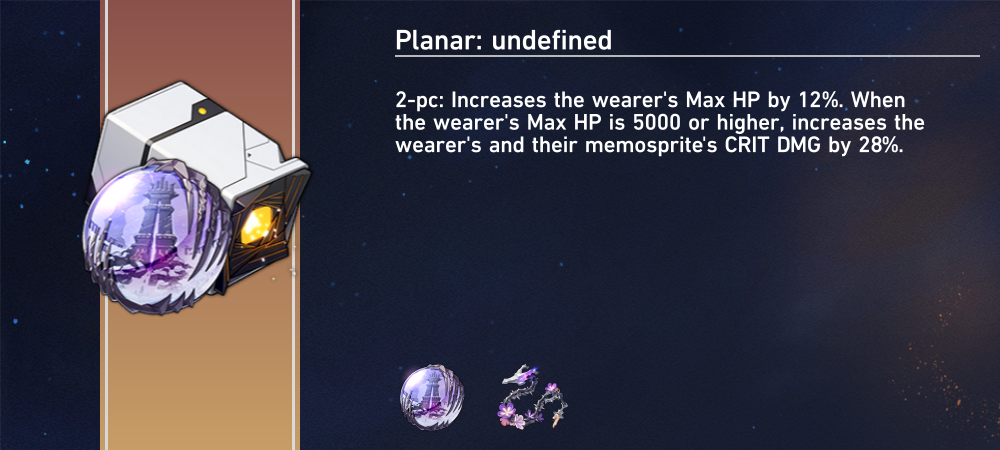 Planar: undefined
2-pc: Increases the wearer's Max HP by 12%. When
the wearer's Max HP is 5000 or higher, increases the
wearer's and their memosprite's CRIT DMG by 28%.